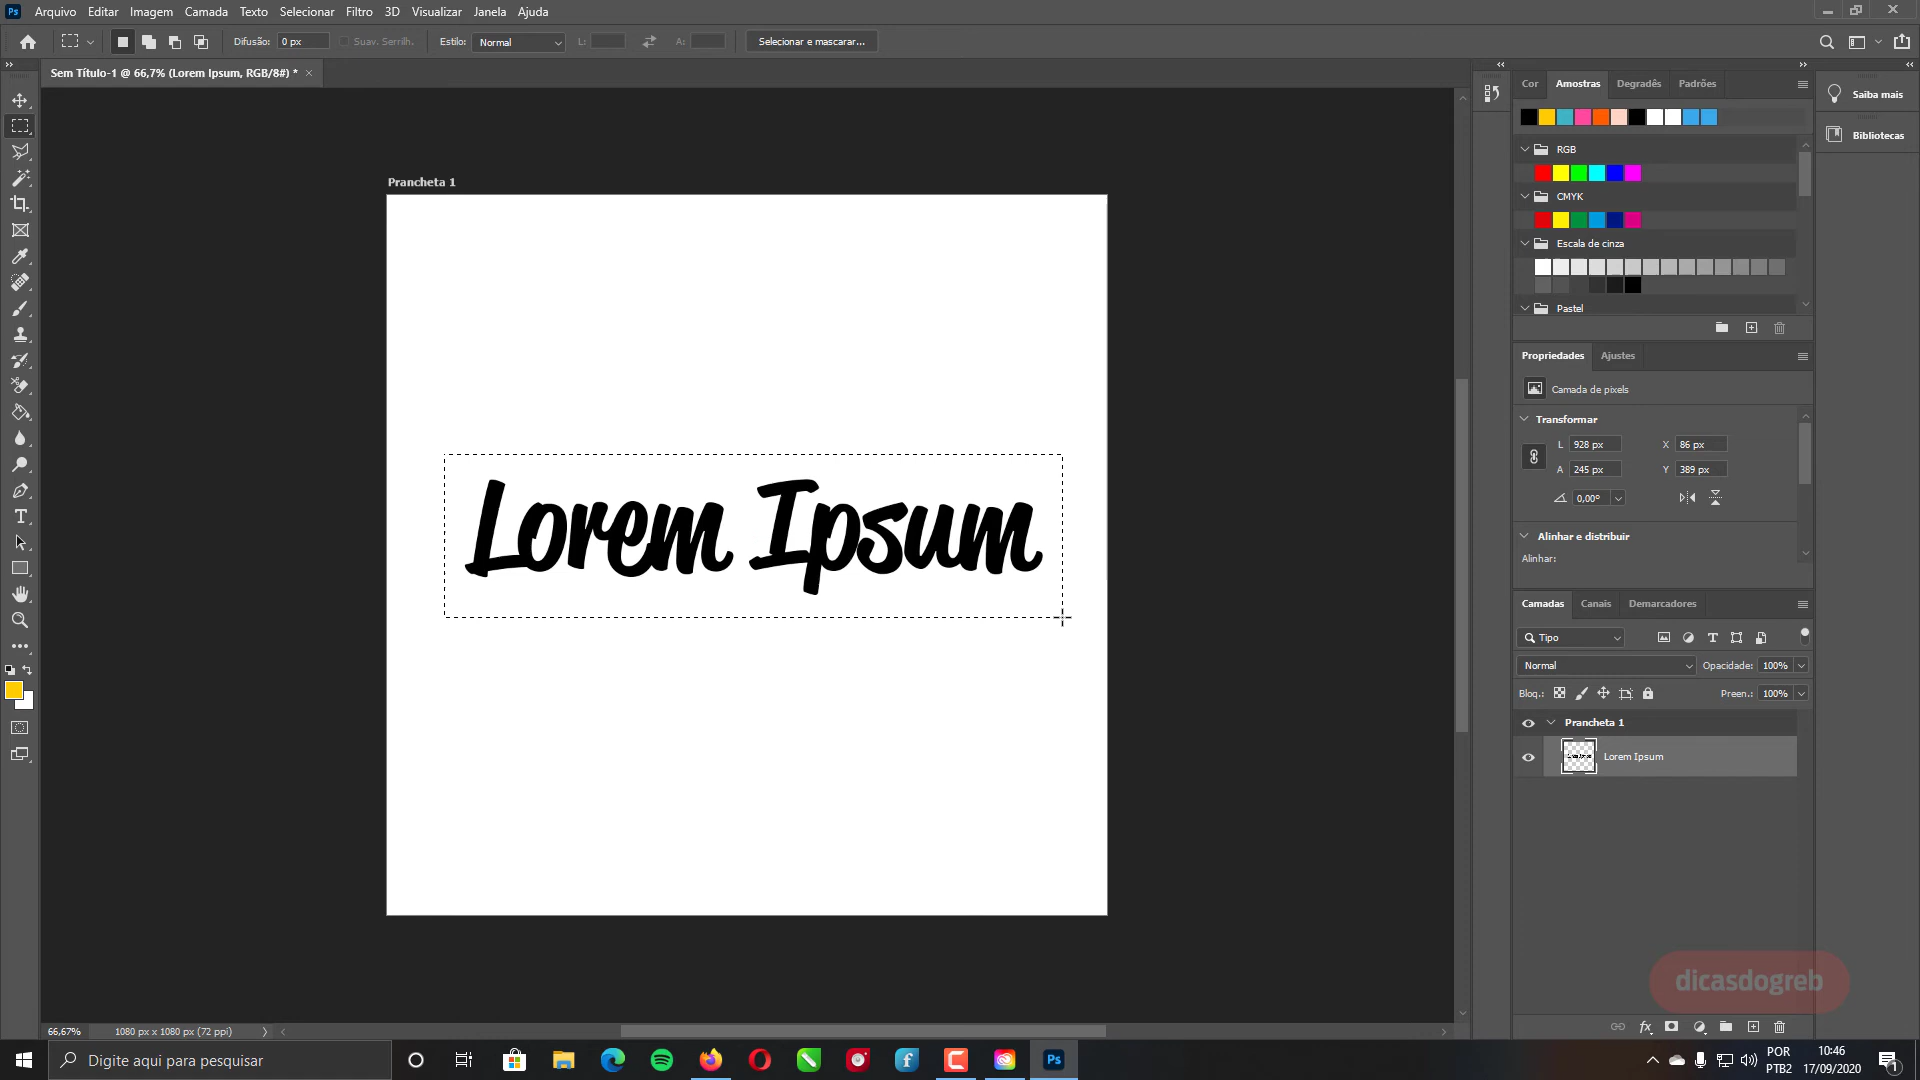 Ps Arquivo Editar Imagem Camada Texto Selecionar Filtro 3D Visualizar Janela Ajuda
Difusão: 0 px Suav. Serrilh. Estilo: Normal L: A: Selecionar e mascarar...
Sem Título-1 @ 66,7% (Lorem Ipsum, RGB/8#) * ×
Prancheta 1
Lorem Ipsum
Cor Amostras Degradês Padrões
RGB
CMYK
Escala de cinza
Pastel
Saiba mais
Bibliotecas
Propriedades Ajustes
Camada de pixels
Transformar
L 928 px X 86 px
A 245 px Y 389 px
0,00°
Alinhar e distribuir
Alinhar:
Camadas Canais Demarcadores
Tipo
Normal Opacidade: 100%
Bloq.: Preen.: 100%
Prancheta 1
Lorem Ipsum
dicasdogreb
fx
66,67% 1080 px x 1080 px (72 ppi)
Digite aqui para pesquisar
Ps
POR
PTB2
10:46
17/09/2020
1